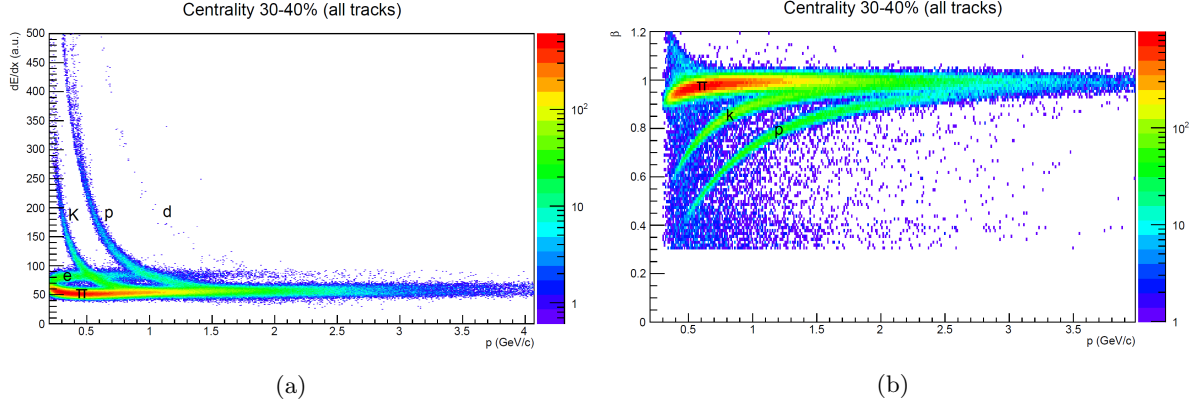 Centrality 30-40% (all tracks)
dE/dx (a.u.)
500
450
400
350
300
250
200
150
100
50
0
K
p
d
e
π
0.5
1
1.5
2
2.5
3
3.5
4
p (GeV/c)
10²
10
1
(a)
Centrality 30-40% (all tracks)
β
1.2
1
0.8
0.6
0.4
0.2
0
π
k
p
0.5
1
1.5
2
2.5
3
3.5
p (GeV/c)
10²
10
1
(b)